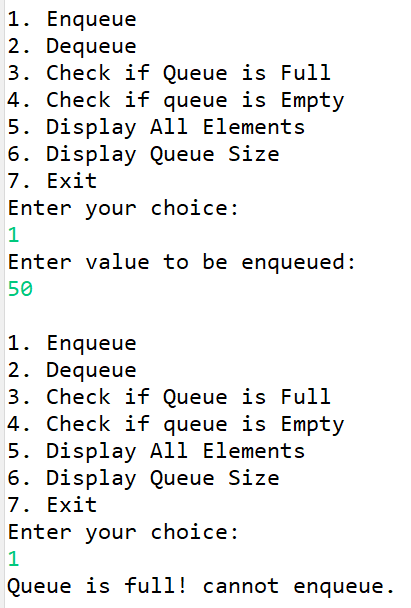 1. Enqueue
2. Dequeue
3. Check if Queue is Full
4. Check if queue is Empty
5. Display All Elements
6. Display Queue Size
7. Exit
Enter your choice:
1
Enter value to be enqueued:
50

1. Enqueue
2. Dequeue
3. Check if Queue is Full
4. Check if queue is Empty
5. Display All Elements
6. Display Queue Size
7. Exit
Enter your choice:
1
Queue is full! cannot enqueue.